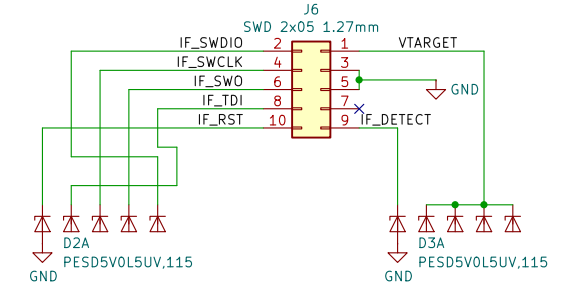 J6
SWD 2x05 1.27mm
IF_SWDIO 2 1 VTARGET
IF_SWCLK 4 3
IF_SWO 6 5 GND
IF_TDI 8 7
IF_RST 10 9 IF_DETECT
D2A D3A
PESD5V0L5UV,115 PESD5V0L5UV,115
GND GND